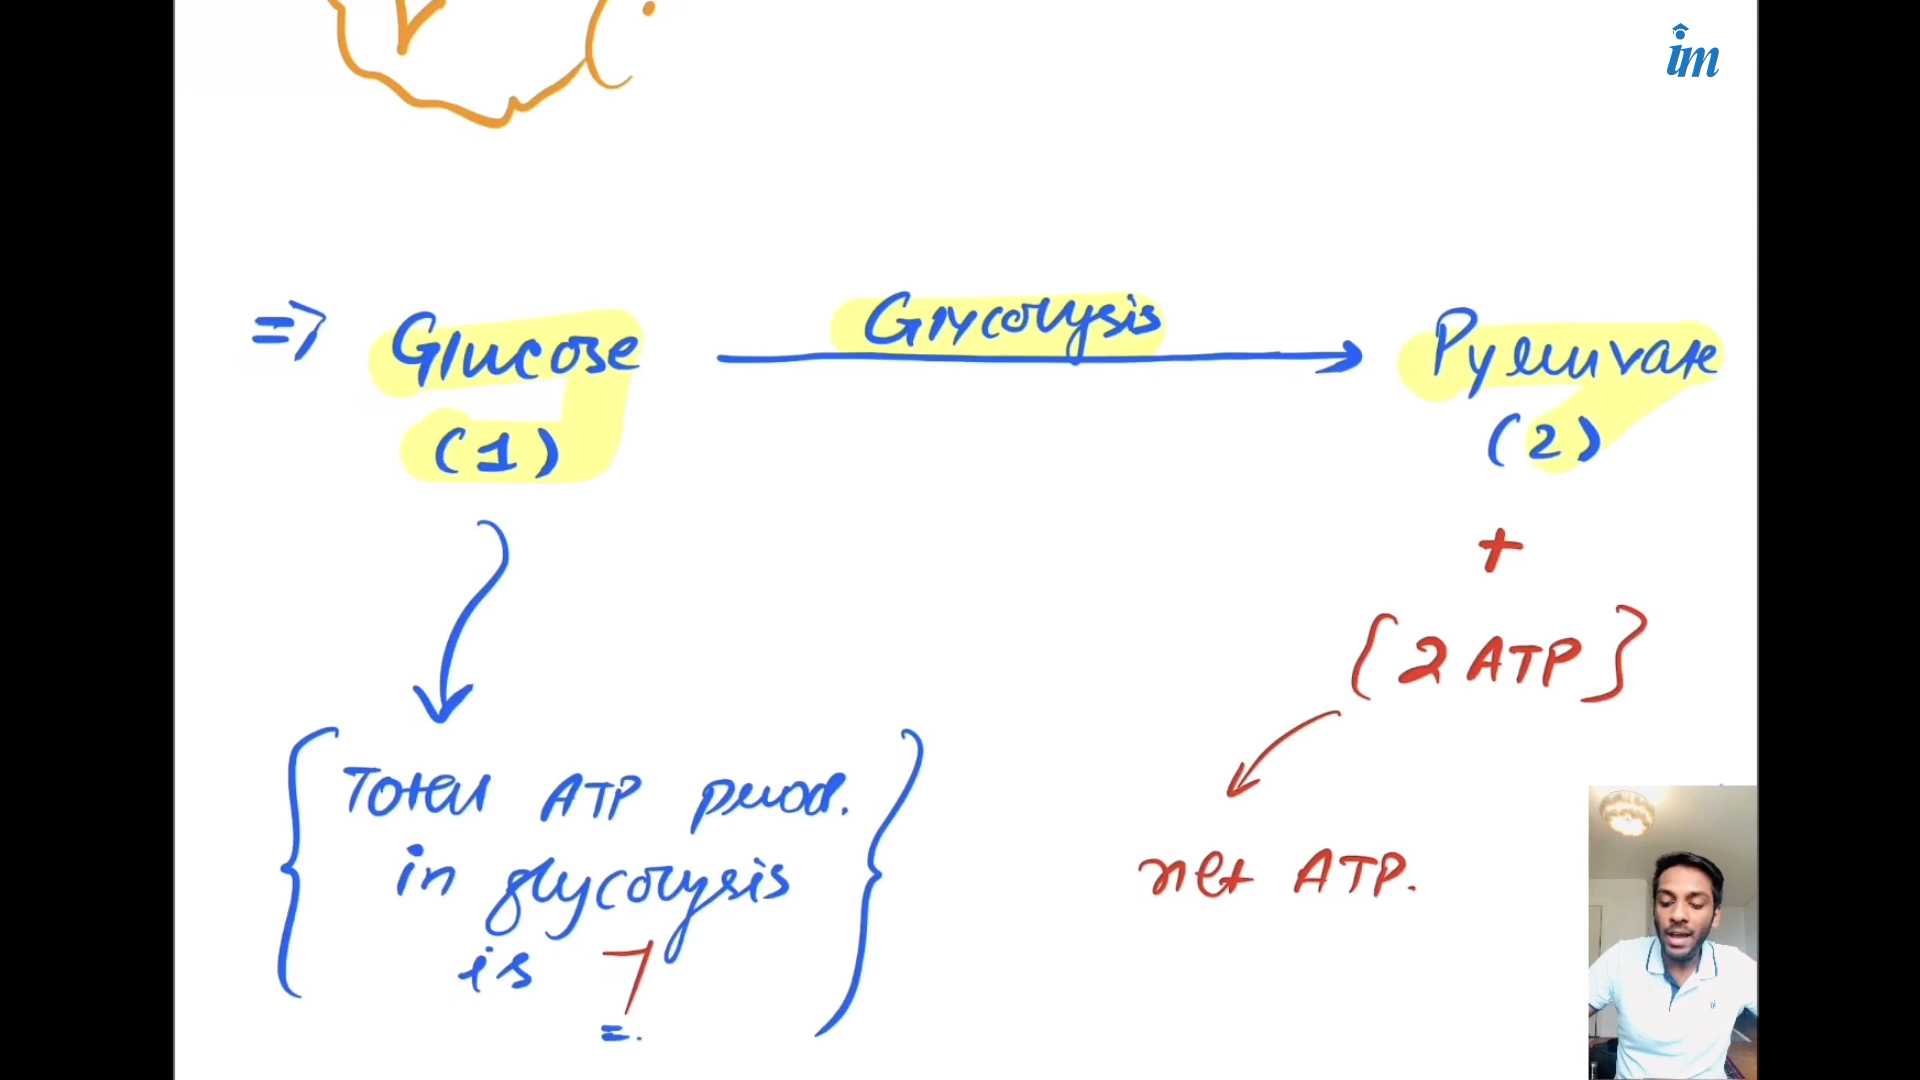 im
=> Glucose
Glycolysis
Pyruvate
(1)
(2)
+
{2 ATP}
Total ATP prod.
in glycolysis
is 7
=.
net ATP.